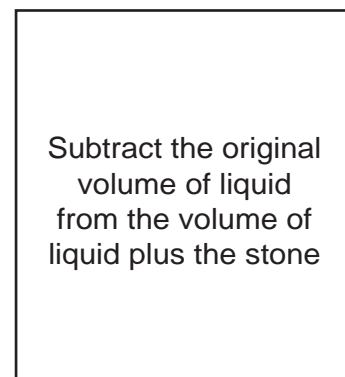 Subtract the original
volume of liquid
from the volume of
liquid plus the stone